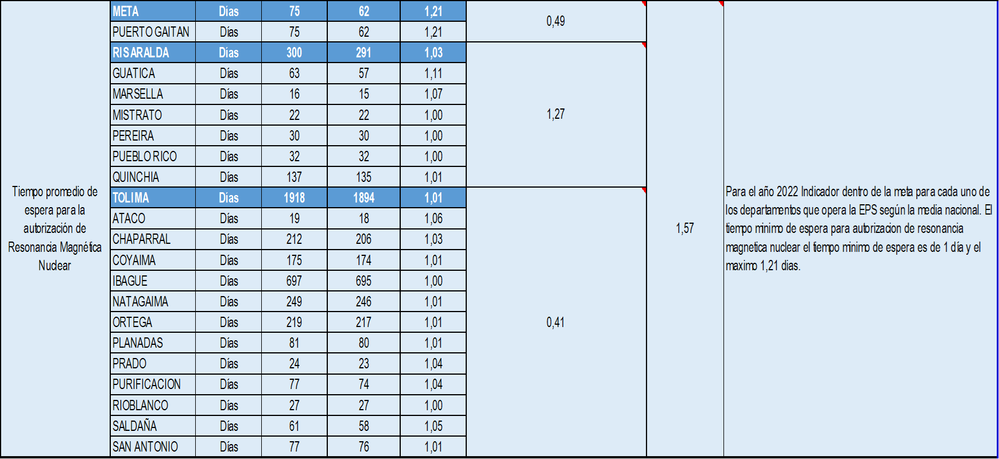 META Días 75 62 1,21
0,49
PUERTO GAITAN Días 75 62 1,21
RISARALDA Días 300 291 1,03
GUATICA Días 63 57 1,11
MARSELLA Días 16 15 1,07
MISTRATO Días 22 22 1,00
1,27
PEREIRA Días 30 30 1,00
PUEBLO RICO Días 32 32 1,00
QUINCHIA Días 137 135 1,01
Tiempo promedio de
espera para la
autorización de
Resonancia Magnética
Nuclear
TOLIMA Días 1918 1894 1,01
ATACO Días 19 18 1,06
CHAPARRAL Días 212 206 1,03
COYAIMA Días 175 174 1,01
IBAGUE Días 697 695 1,00
NATAGAIMA Días 249 246 1,01
ORTEGA Días 219 217 1,01
0,41
PLANADAS Días 81 80 1,01
PRADO Días 24 23 1,04
PURIFICACION Días 77 74 1,04
RIOBLANCO Días 27 27 1,00
SALDAÑA Días 61 58 1,05
SAN ANTONIO Días 77 76 1,01
1,57
Para el año 2022 Indicador dentro de la meta para cada uno de
los departamentos que opera la EPS según la media nacional. El
tiempo minimo de espera para autorizacion de resonancia
magnetica nuclear el tiempo minimo de espera es de 1 día y el
maximo 1,21 dias.